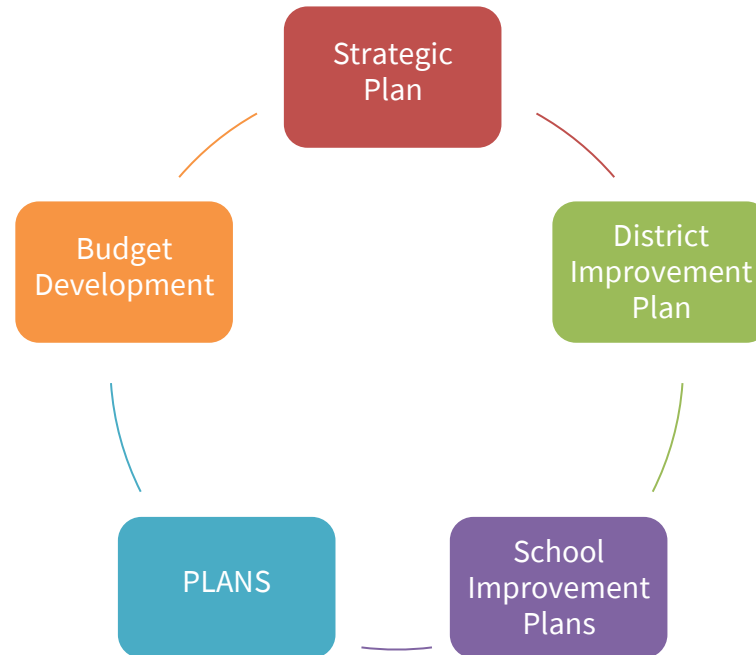 Strategic
Plan
Budget
Development
District
Improvement
Plan
PLANS
School
Improvement
Plans